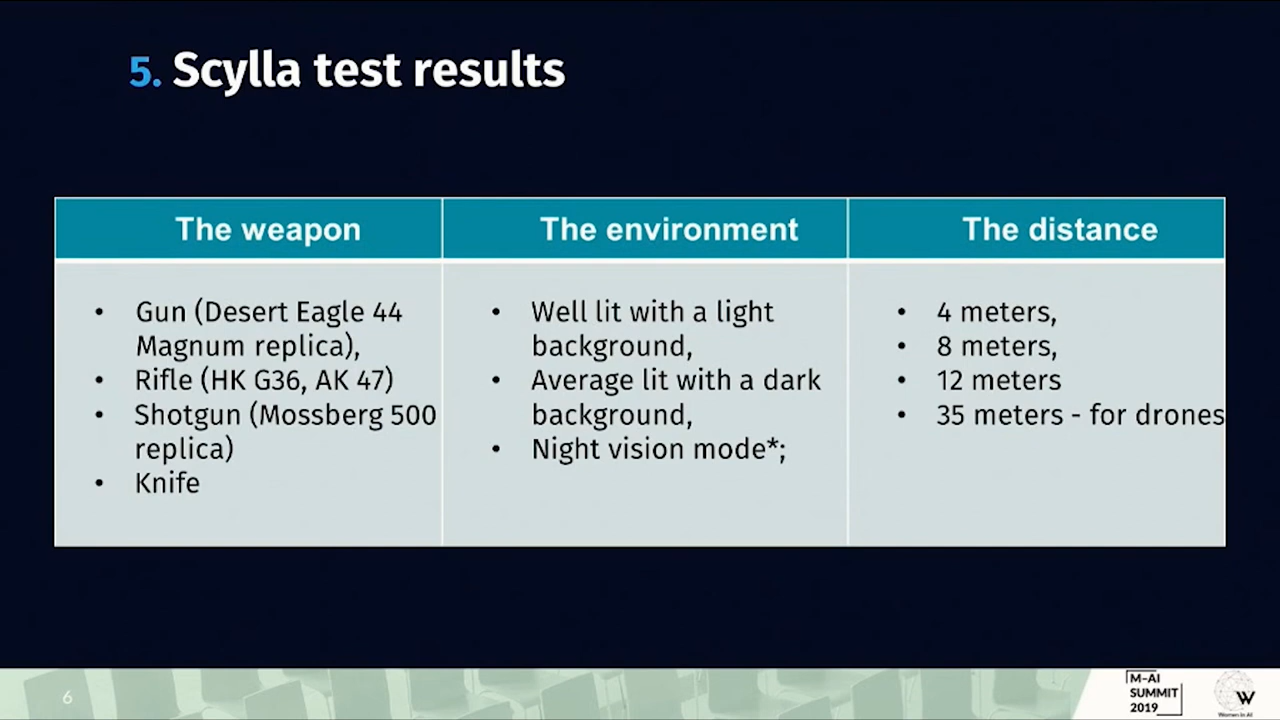 5. Scylla test results
The weapon
The environment
The distance
• Gun (Desert Eagle 44
Magnum replica),
• Rifle (HK G36, AK 47)
• Shotgun (Mossberg 500
replica)
• Knife
• Well lit with a light
background,
• Average lit with a dark
background,
• Night vision mode*;
• 4 meters,
• 8 meters,
• 12 meters
• 35 meters - for drones
6
M-AI
SUMMIT
2019
W
Women in AI